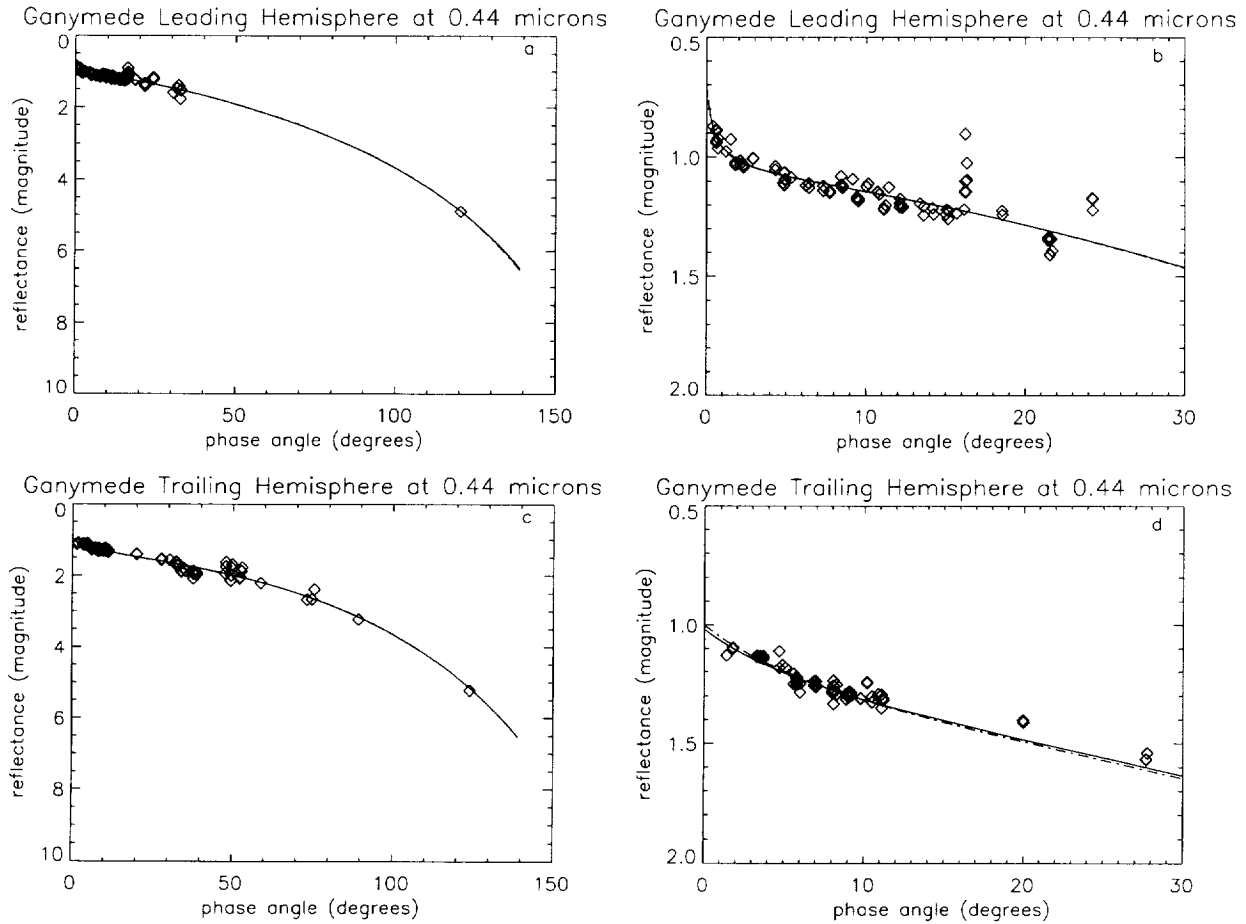 Ganymede Leading Hemisphere at 0.44 microns
a
reflectance (magnitude)
0
2
4
6
8
10
0 50 100 150
phase angle (degrees)
Ganymede Leading Hemisphere at 0.44 microns
b
reflectance (magnitude)
0.5
1.0
1.5
2.0
0 10 20 30
phase angle (degrees)
Ganymede Trailing Hemisphere at 0.44 microns
c
reflectance (magnitude)
0
2
4
6
8
10
0 50 100 150
phase angle (degrees)
Ganymede Trailing Hemisphere at 0.44 microns
d
reflectance (magnitude)
0.5
1.0
1.5
2.0
0 10 20 30
phase angle (degrees)